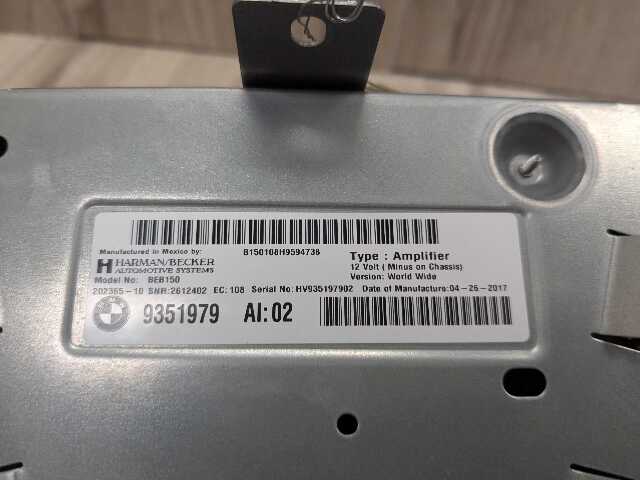 Manufactured in Mexico by:
B150108H9594736
HARMAN/BECKER
AUTOMOTIVE SYSTEMS
Type : Amplifier
12 Volt ( Minus on Chassis)
Version: World Wide
Model No: BEB150
202365-10 SNR:2612402 EC: 108 Serial No: HV935197902 Date of Manufacture: 04-26-2017
BMW
9351979 AI: 02